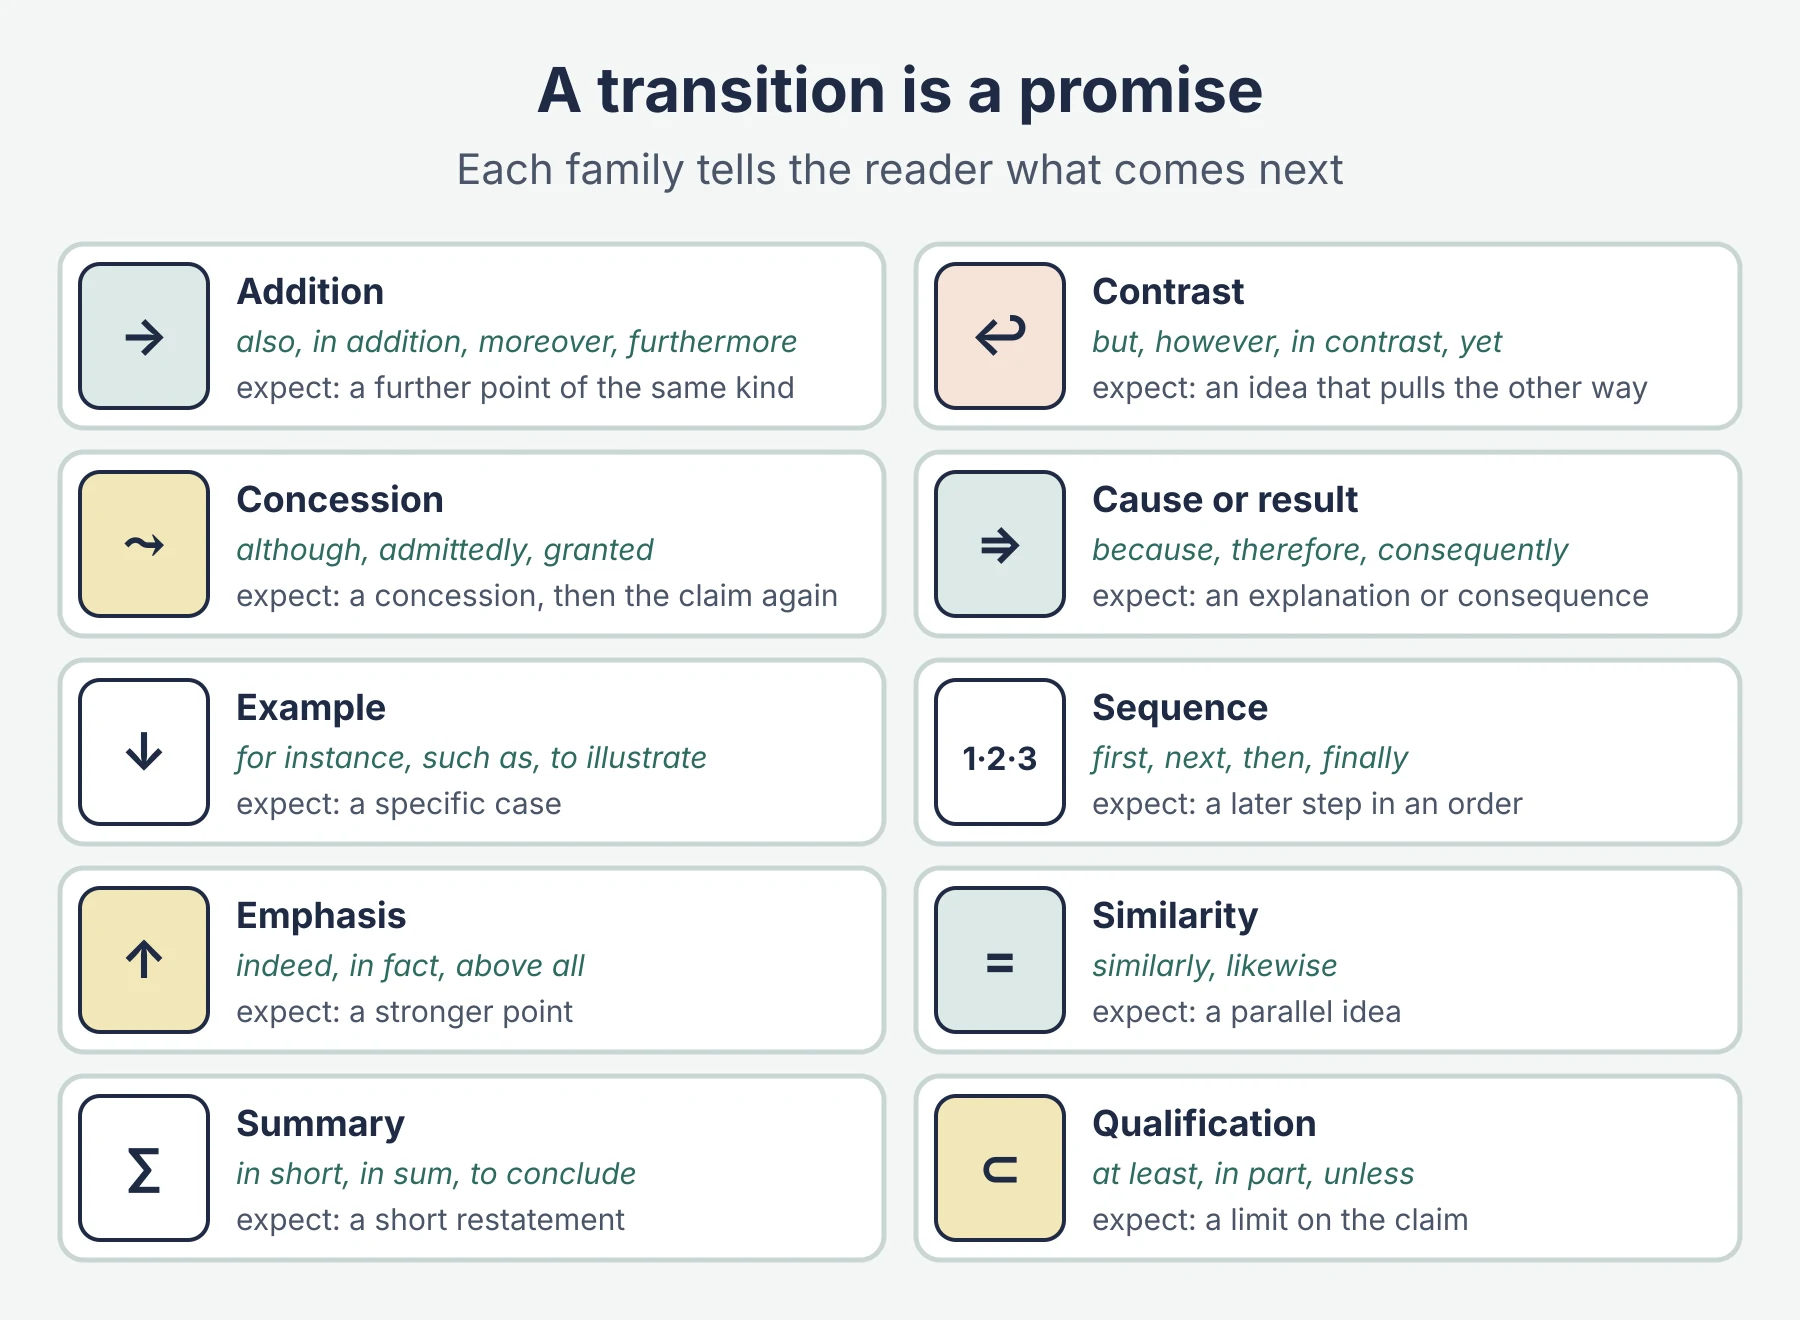 A transition is a promise
Each family tells the reader what comes next
→
Addition
also, in addition, moreover, furthermore
expect: a further point of the same kind
↩
Contrast
but, however, in contrast, yet
expect: an idea that pulls the other way
⤳
Concession
although, admittedly, granted
expect: a concession, then the claim again
⇒
Cause or result
because, therefore, consequently
expect: an explanation or consequence
↓
Example
for instance, such as, to illustrate
expect: a specific case
1·2·3
Sequence
first, next, then, finally
expect: a later step in an order
↑
Emphasis
indeed, in fact, above all
expect: a stronger point
=
Similarity
similarly, likewise
expect: a parallel idea
∑
Summary
in short, in sum, to conclude
expect: a short restatement
⊂
Qualification
at least, in part, unless
expect: a limit on the claim